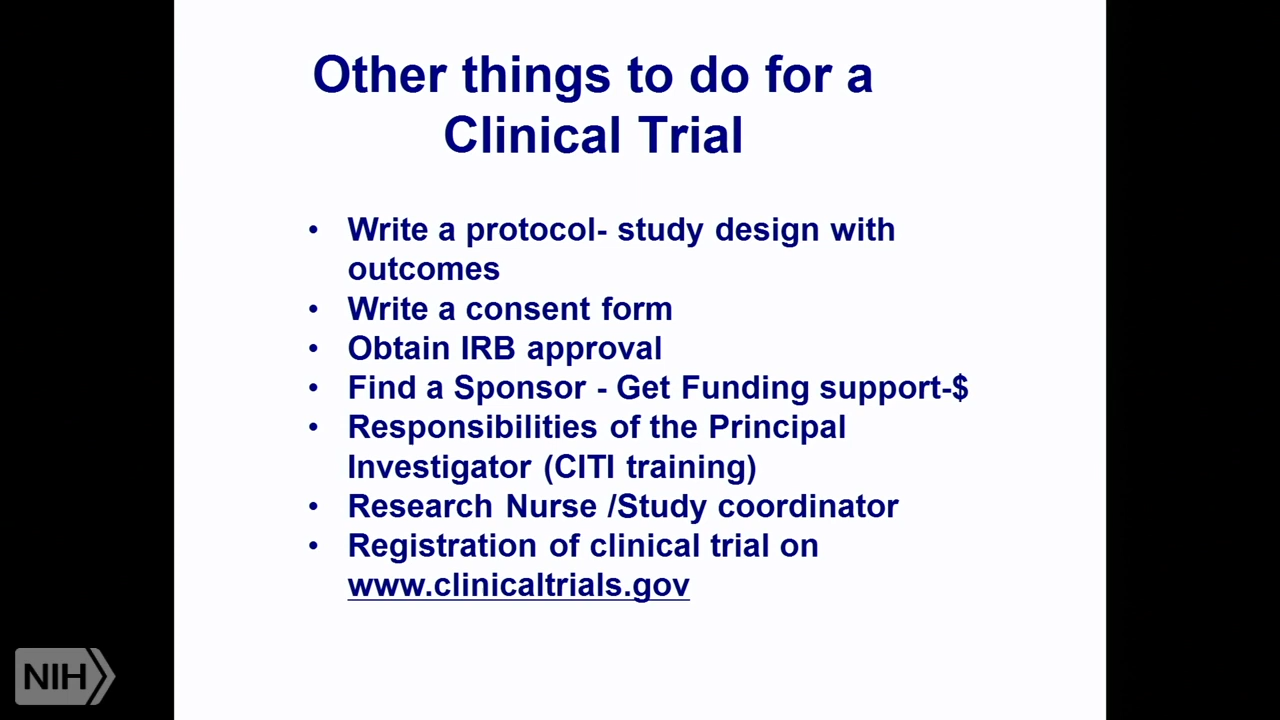 Other things to do for a
Clinical Trial
• Write a protocol- study design with
outcomes
• Write a consent form
• Obtain IRB approval
• Find a Sponsor - Get Funding support-$
• Responsibilities of the Principal
Investigator (CITI training)
• Research Nurse /Study coordinator
• Registration of clinical trial on
www.clinicaltrials.gov
NIH